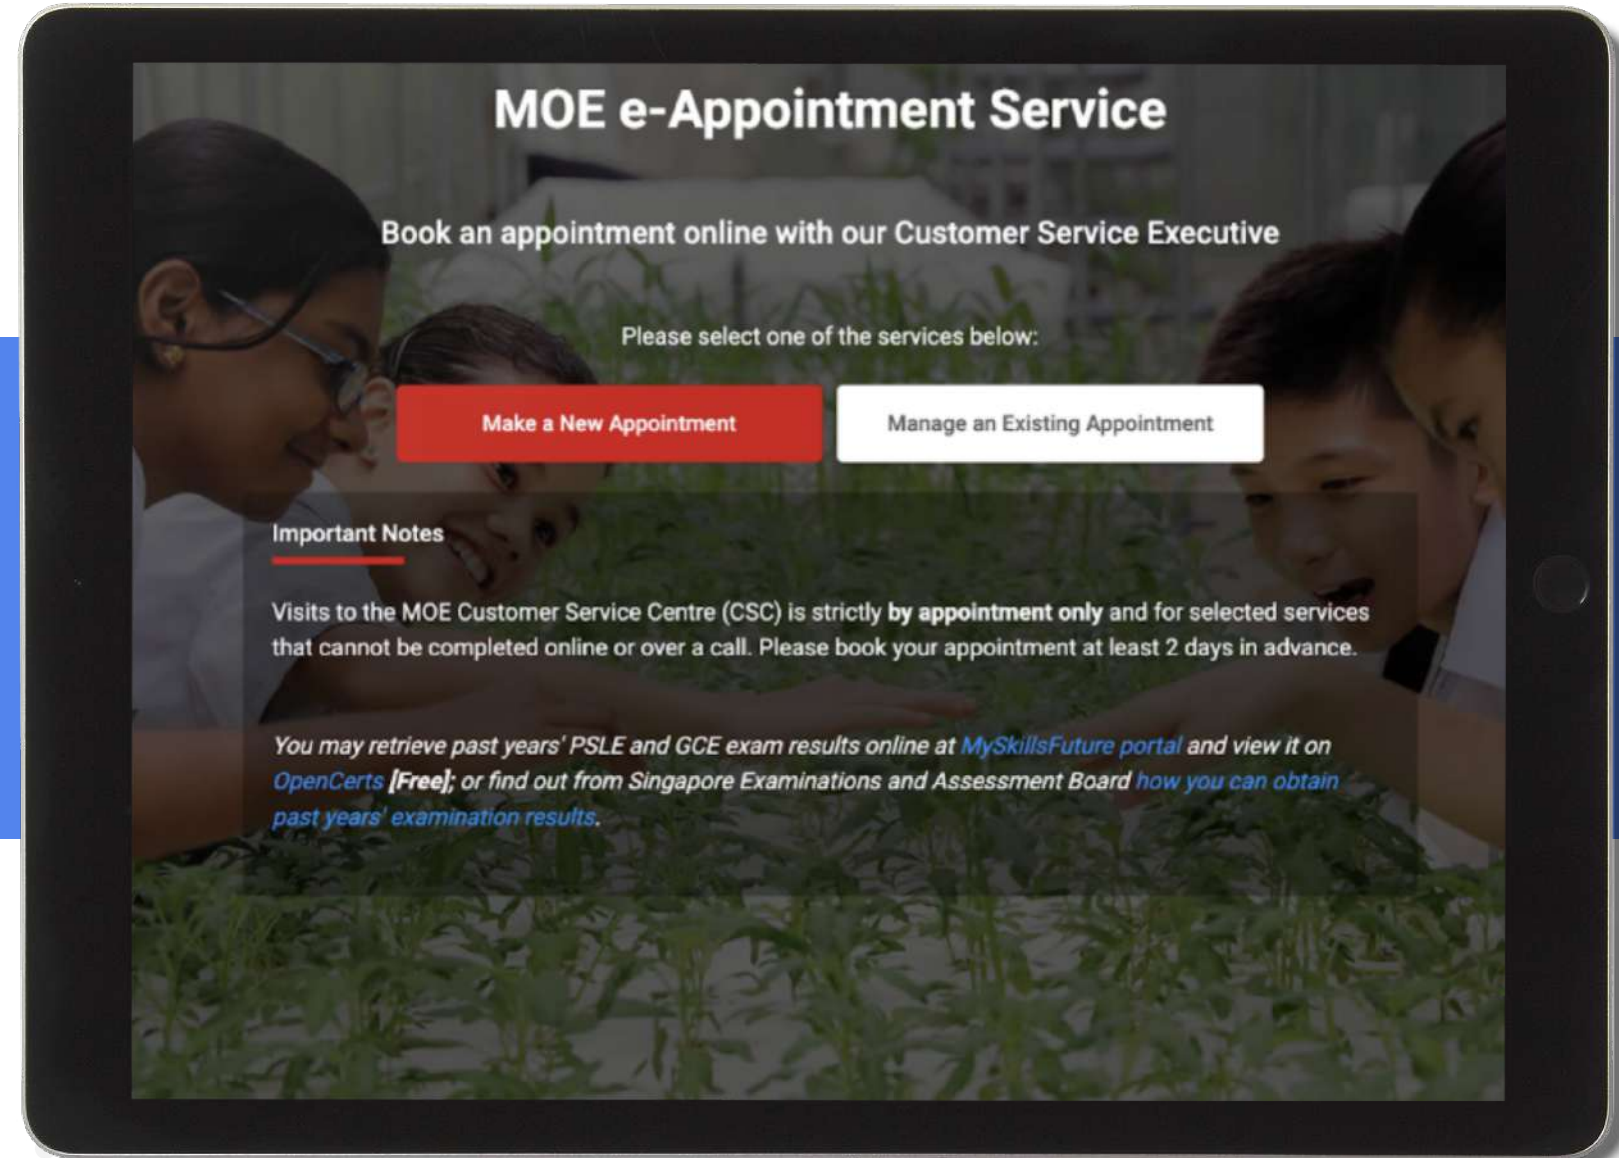 MOE e-Appointment Service
Book an appointment online with our Customer Service Executive
Please select one of the services below:
Make a New Appointment
Manage an Existing Appointment
Important Notes
Visits to the MOE Customer Service Centre (CSC) is strictly by appointment only and for selected services
that cannot be completed online or over a call. Please book your appointment at least 2 days in advance.
You may retrieve past years' PSLE and GCE exam results online at MySkillsFuture portal and view it on
OpenCerts [Free]; or find out from Singapore Examinations and Assessment Board how you can obtain
past years' examination results.